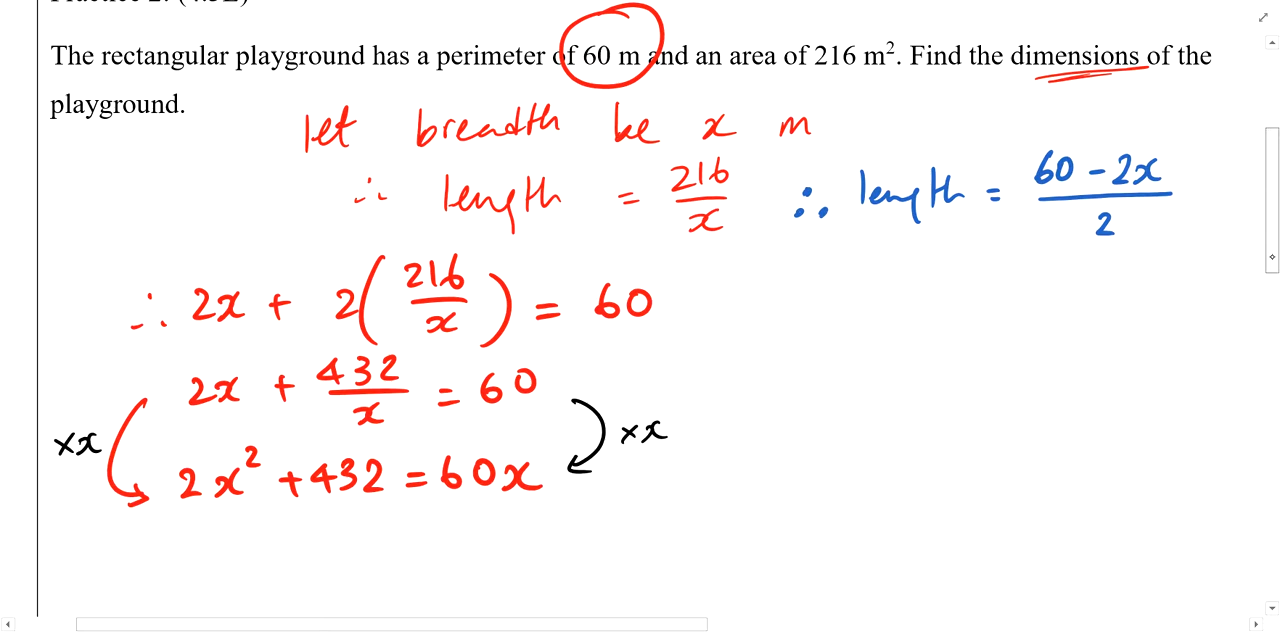 The rectangular playground has a perimeter of 60 m and an area of 216 m². Find the dimensions of the
playground.
let breadth be x m
∴ length = 216/x ∴ length = (60 - 2x)/2
∴ 2x + 2(216/x) = 60
2x + 432/x = 60
×x ×x
2x² + 432 = 60x